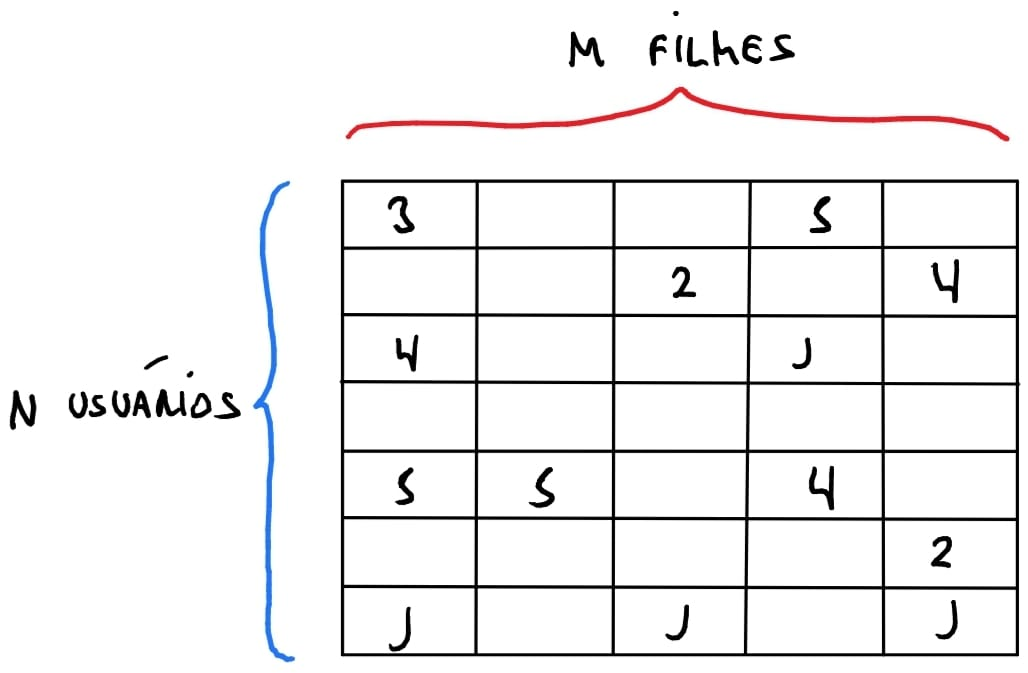 M FILMES
3 5
2 4
N USUÁRIOS
4 1
5 5 4
2
1 1 1